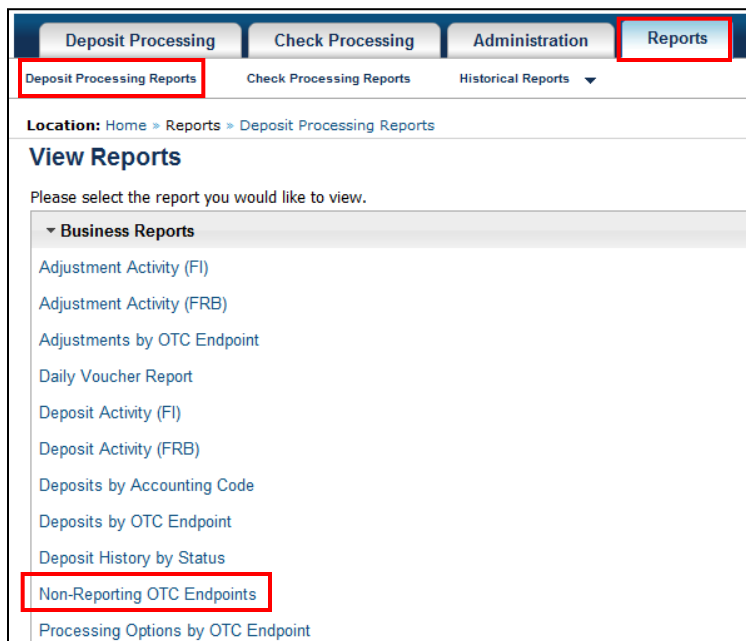 Deposit Processing Check Processing Administration Reports
Deposit Processing Reports Check Processing Reports Historical Reports
Location: Home » Reports » Deposit Processing Reports
View Reports
Please select the report you would like to view.
Business Reports
Adjustment Activity (FI)
Adjustment Activity (FRB)
Adjustments by OTC Endpoint
Daily Voucher Report
Deposit Activity (FI)
Deposit Activity (FRB)
Deposits by Accounting Code
Deposits by OTC Endpoint
Deposit History by Status
Non-Reporting OTC Endpoints
Processing Options by OTC Endpoint